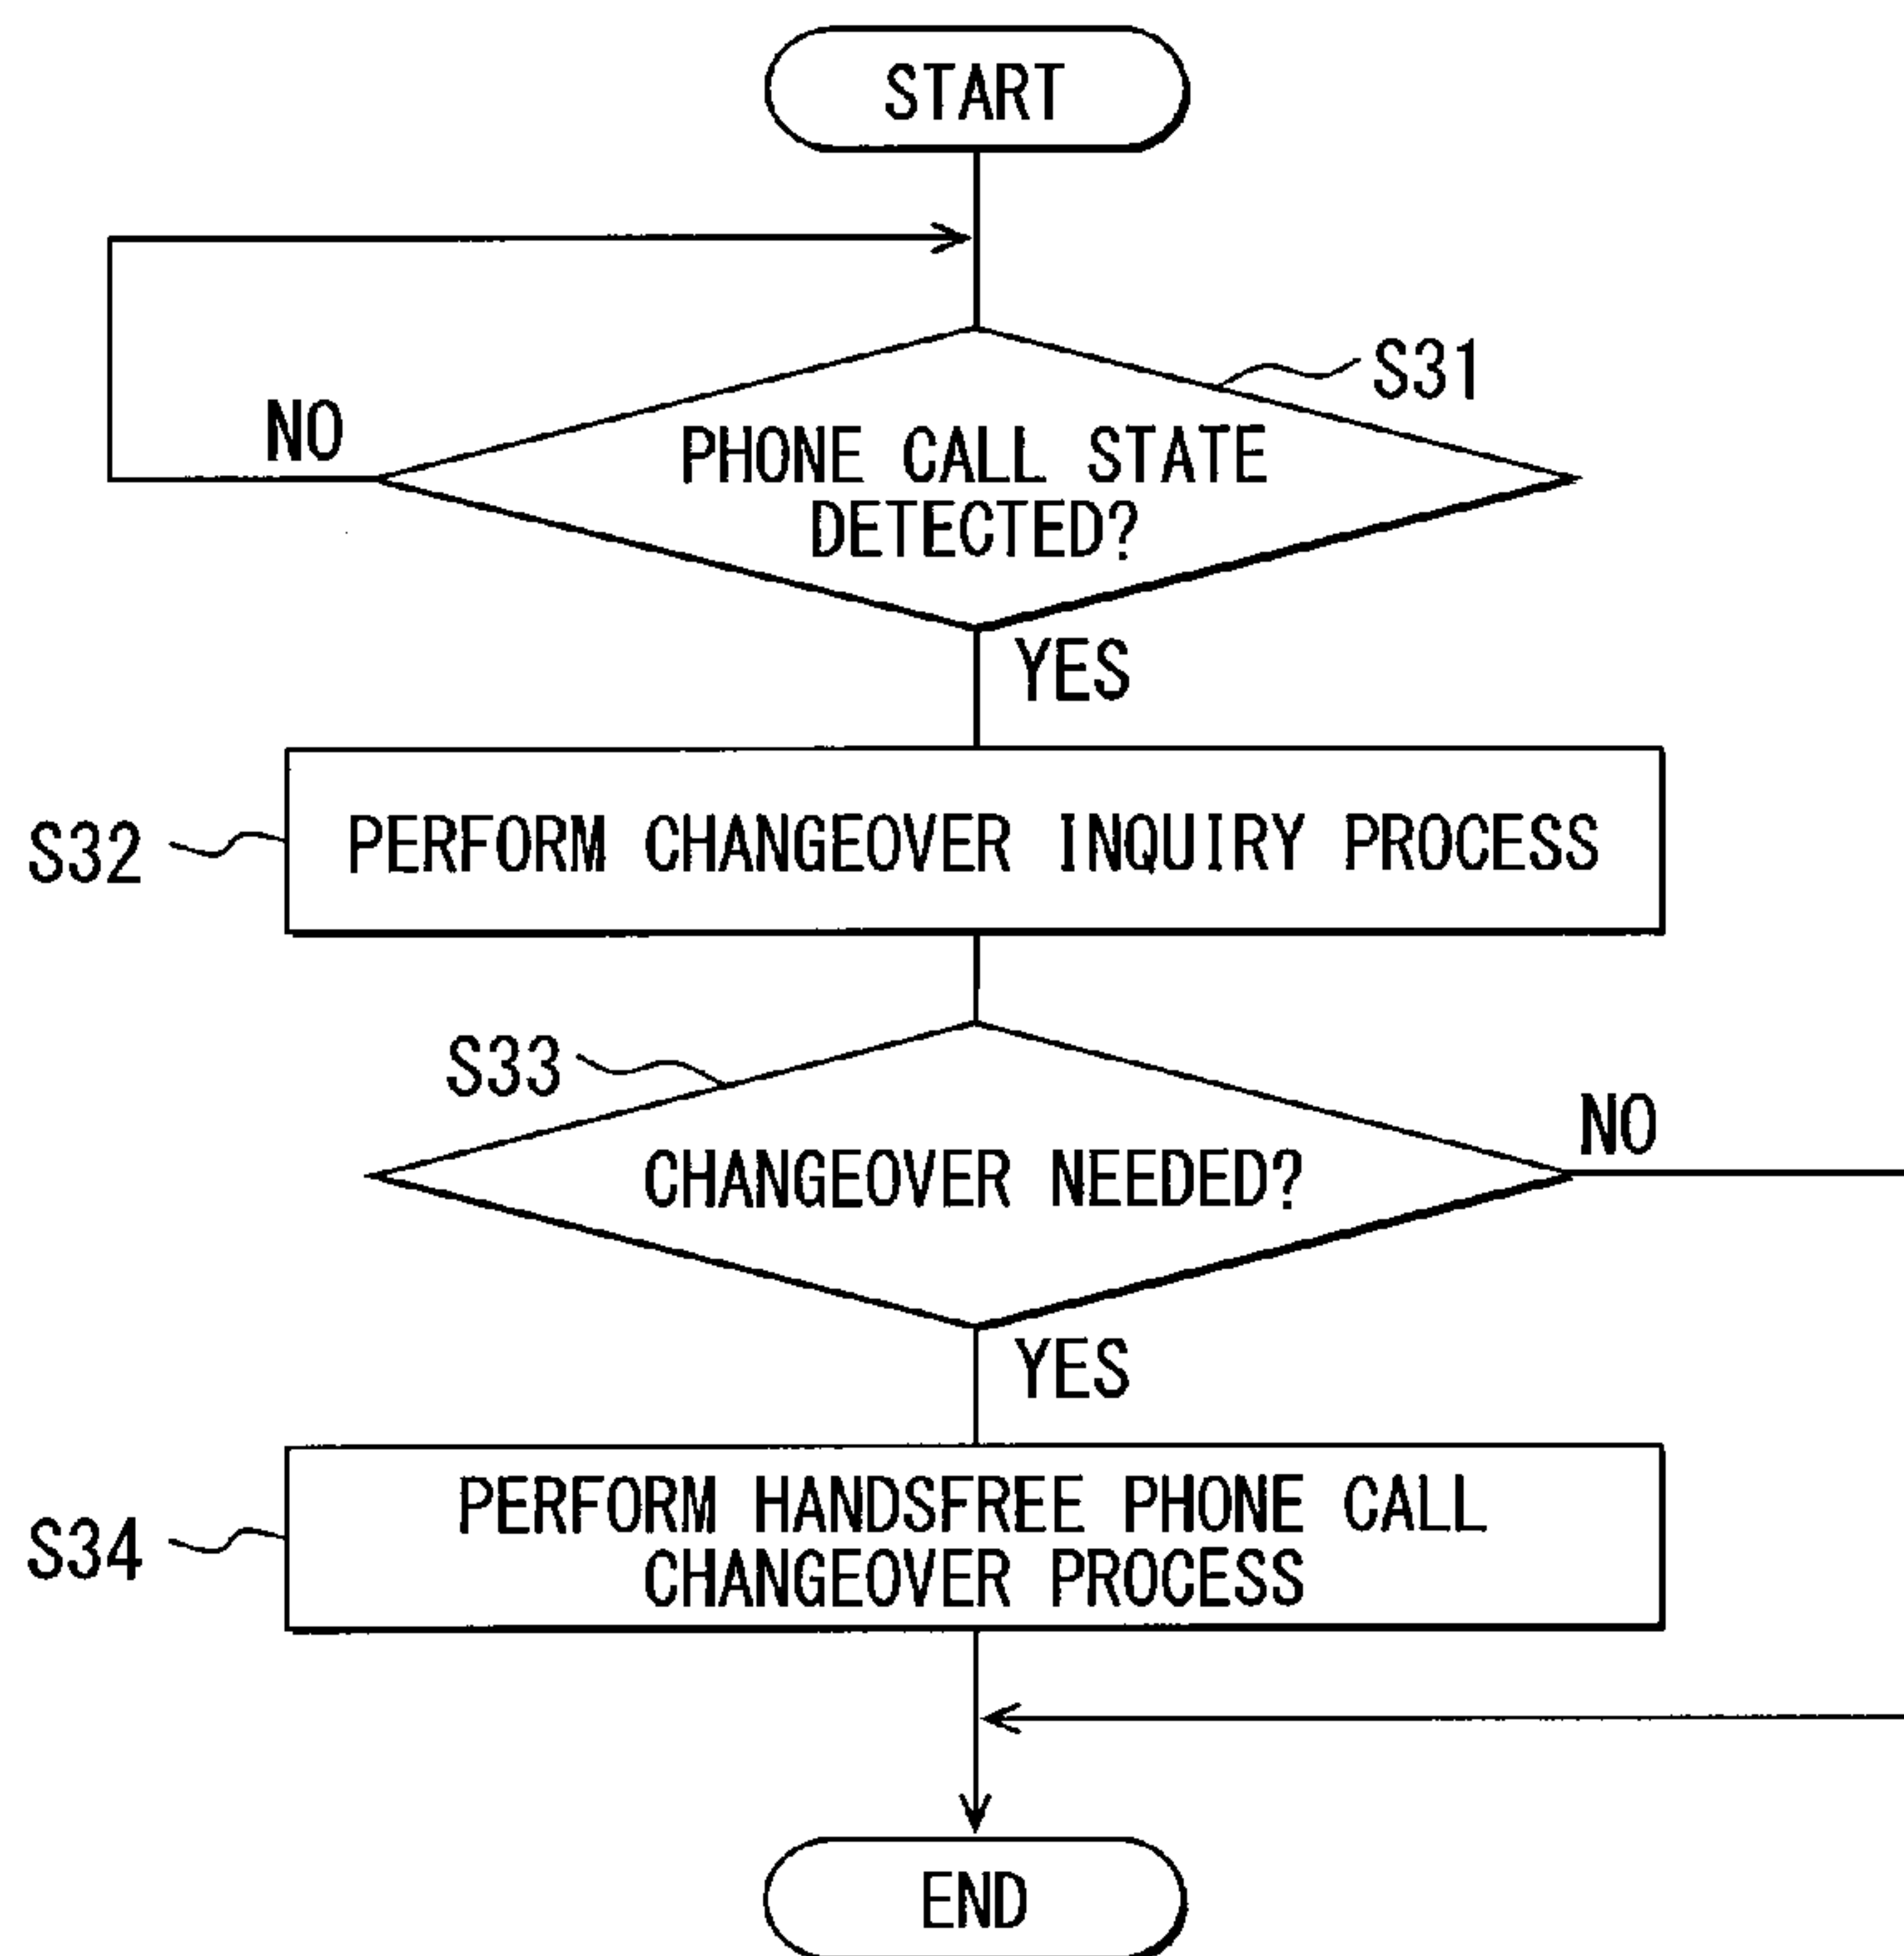 START
S31
NO
PHONE CALL STATE
DETECTED?
YES
S32
PERFORM CHANGEOVER INQUIRY PROCESS
S33
NO
CHANGEOVER NEEDED?
YES
S34
PERFORM HANDSFREE PHONE CALL
CHANGEOVER PROCESS
END